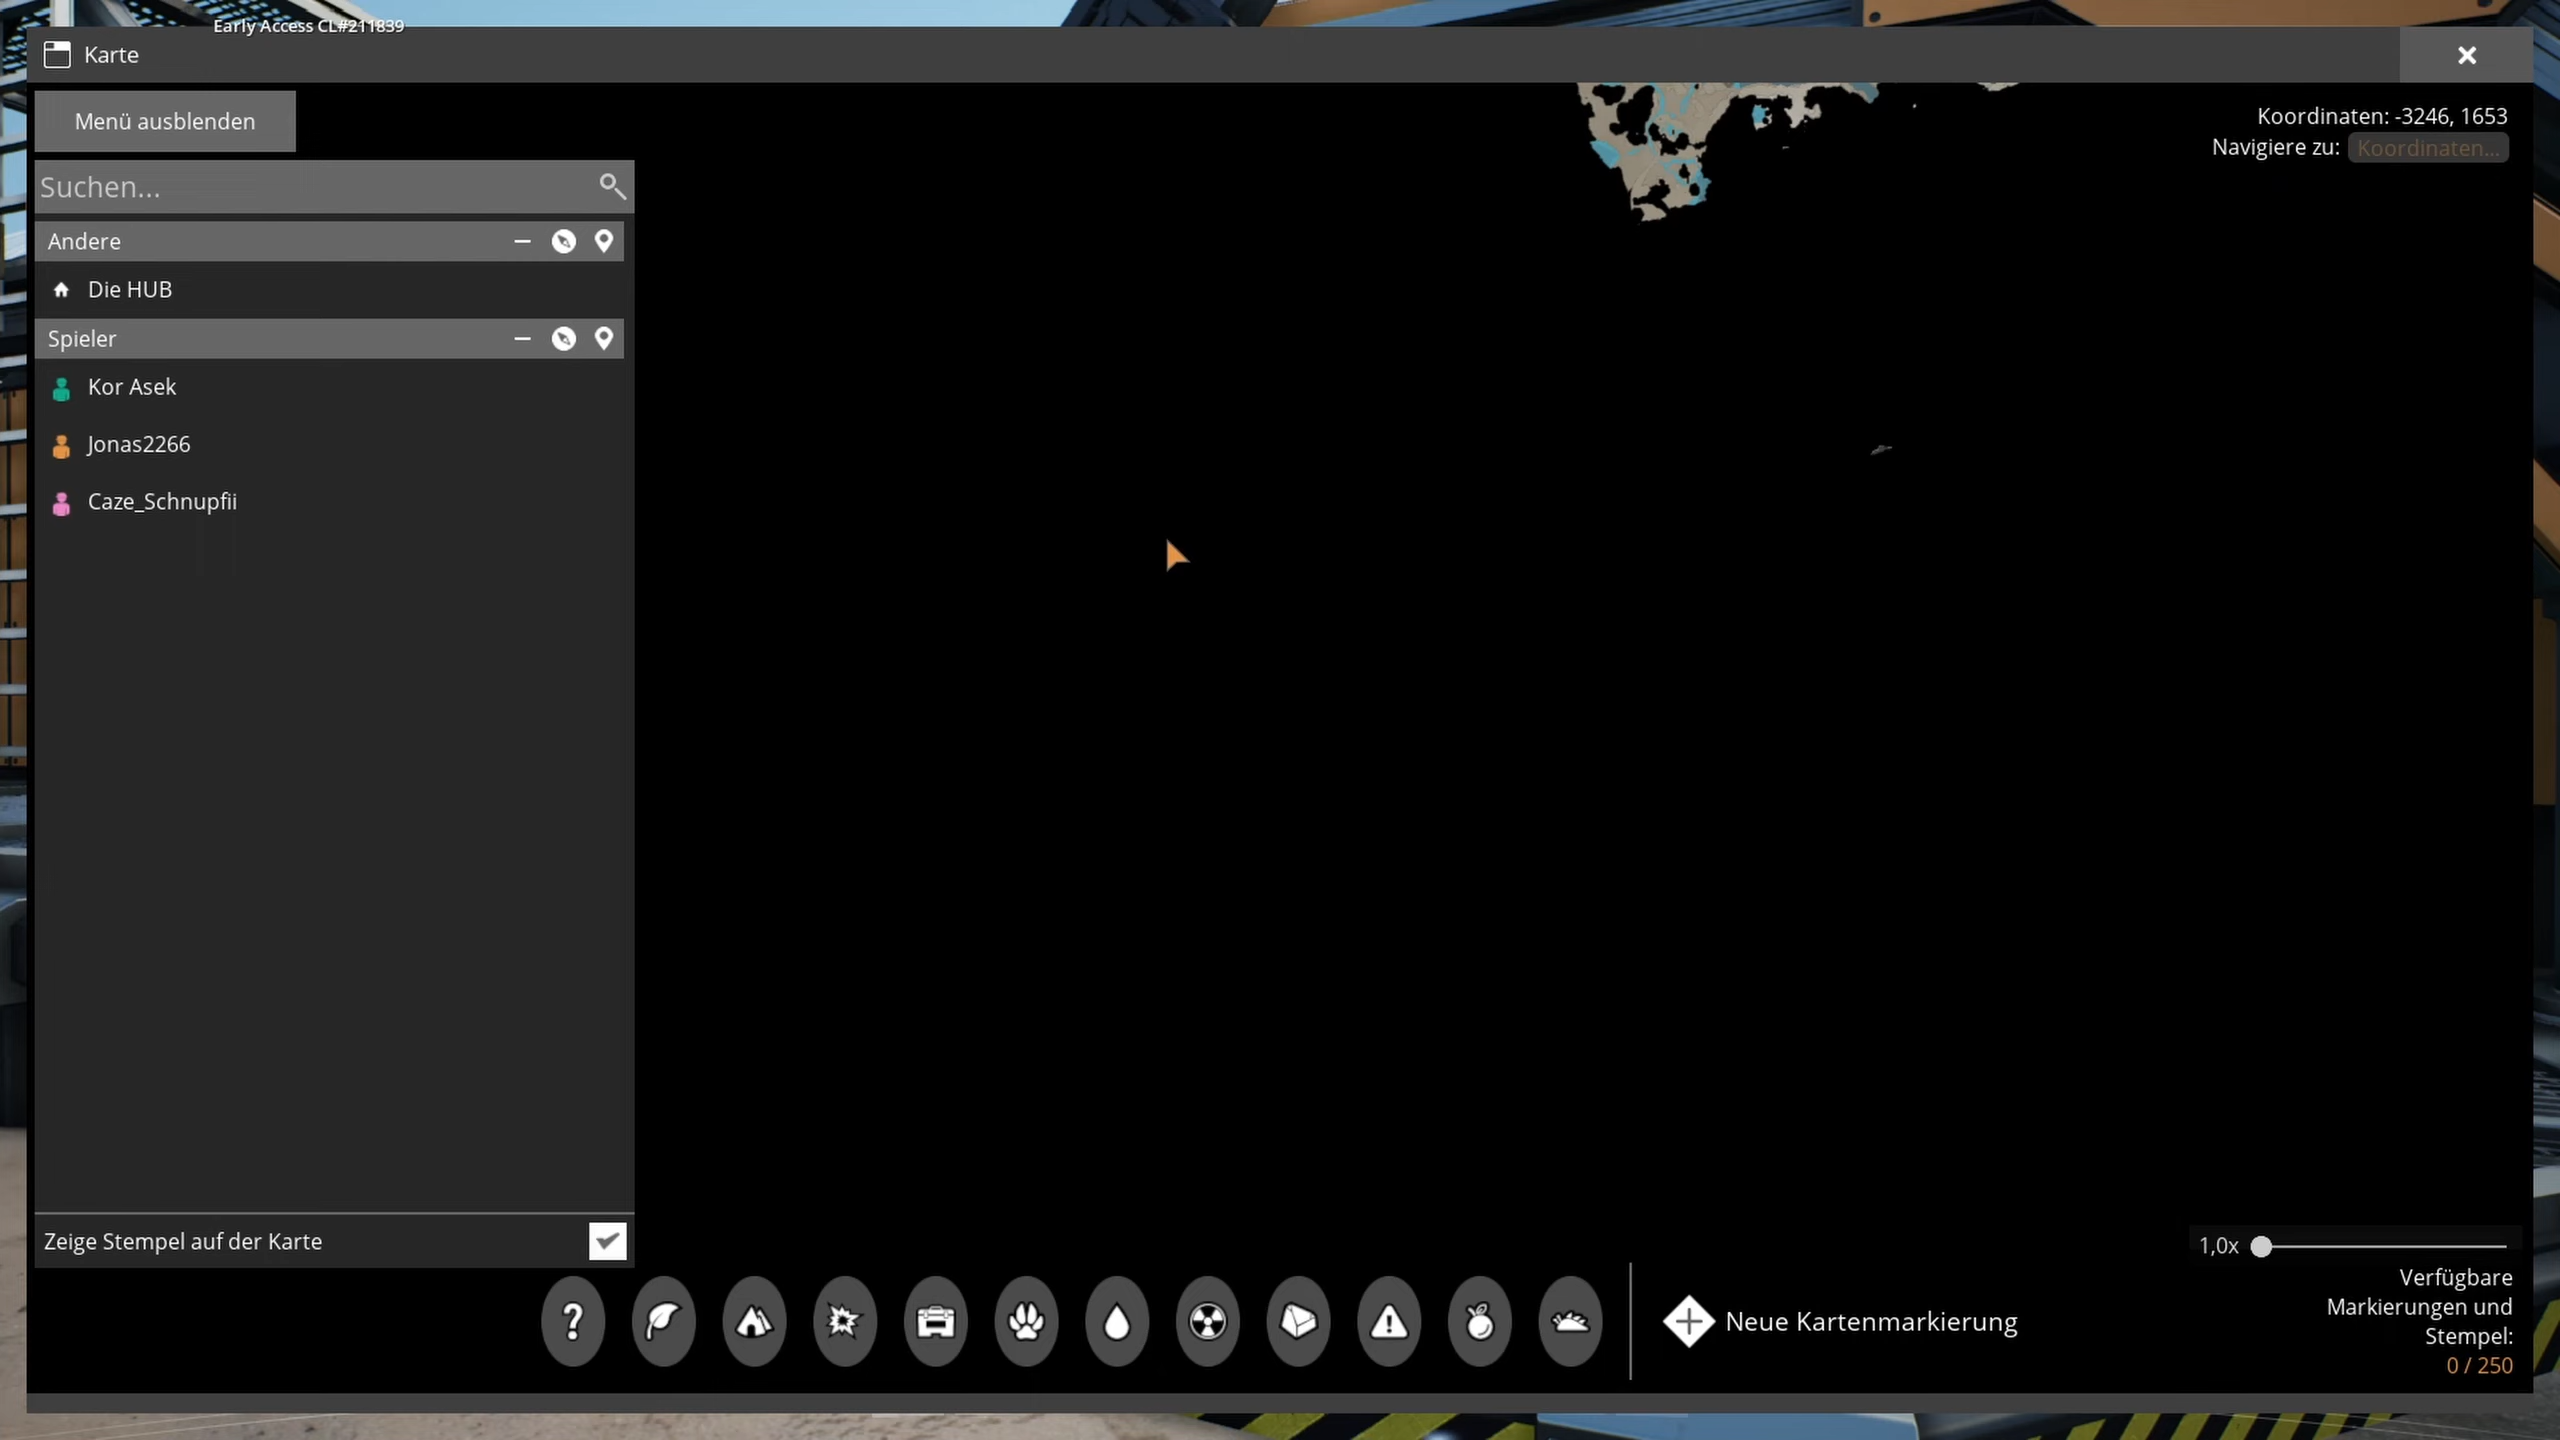 Early Access CL#211839
Karte
Menü ausblenden
Koordinaten: -3246, 1653
Navigiere zu: Koordinaten...
Suchen...
Andere
Die HUB
Spieler
Kor Asek
Jonas2266
Caze_Schnupfii
Zeige Stempel auf der Karte
1,0x
Neue Kartenmarkierung
Verfügbare
Markierungen und
Stempel:
0 / 250